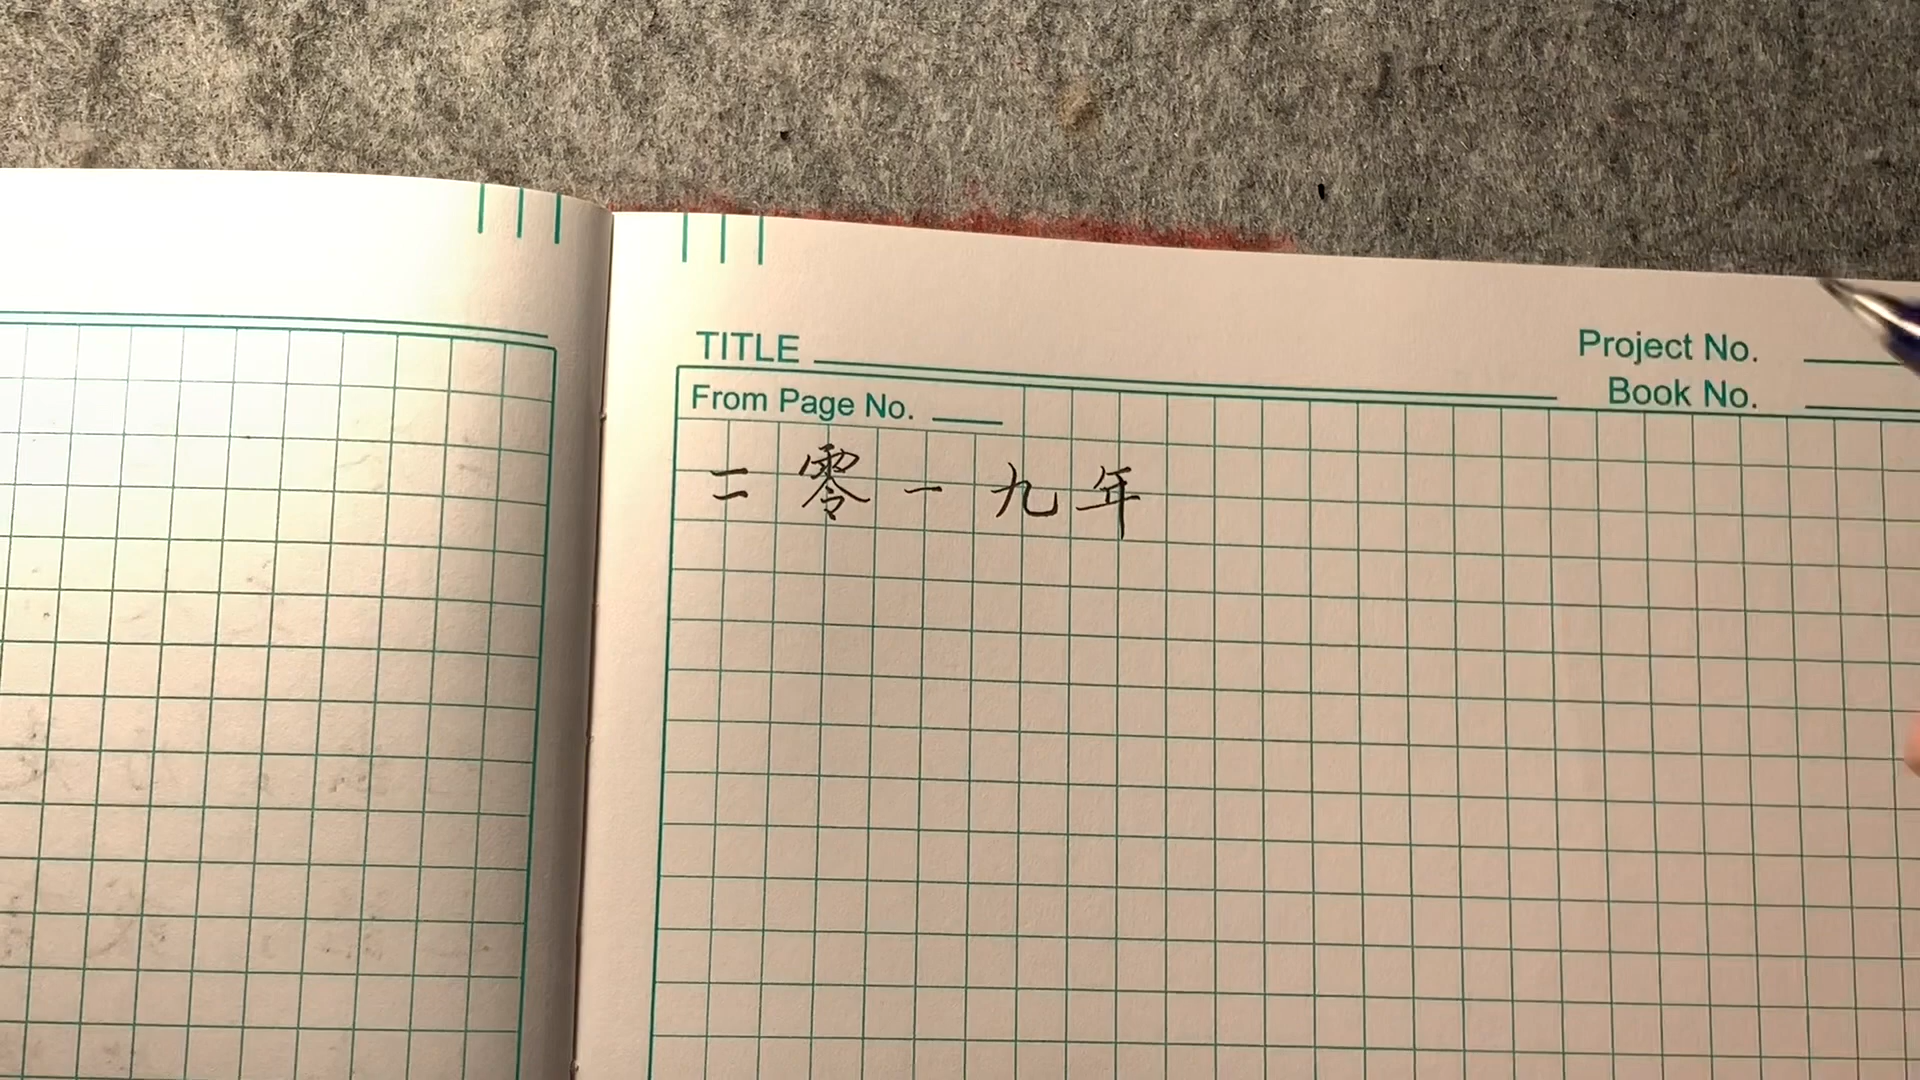 TITLE
Project No.
Book No.
From Page No.
二零一九年